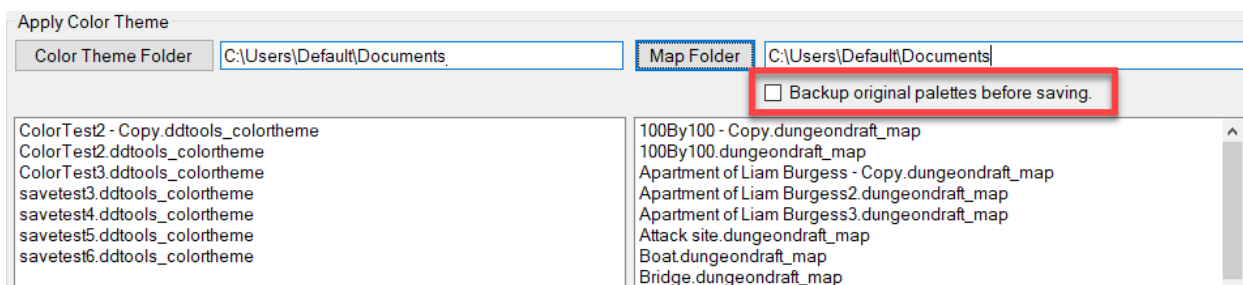 Apply Color Theme
Color Theme Folder C:\Users\Default\Documents Map Folder C:\Users\Default\Documents
Backup original palettes before saving.
ColorTest2 - Copy.ddtools_colortheme
ColorTest2.ddtools_colortheme
ColorTest3.ddtools_colortheme
savetest3.ddtools_colortheme
savetest4.ddtools_colortheme
savetest5.ddtools_colortheme
savetest6.ddtools_colortheme
100By100 - Copy.dungeondraft_map
100By100.dungeondraft_map
Apartment of Liam Burgess - Copy.dungeondraft_map
Apartment of Liam Burgess2.dungeondraft_map
Apartment of Liam Burgess3.dungeondraft_map
Attack site.dungeondraft_map
Boat.dungeondraft_map
Bridge.dungeondraft_map